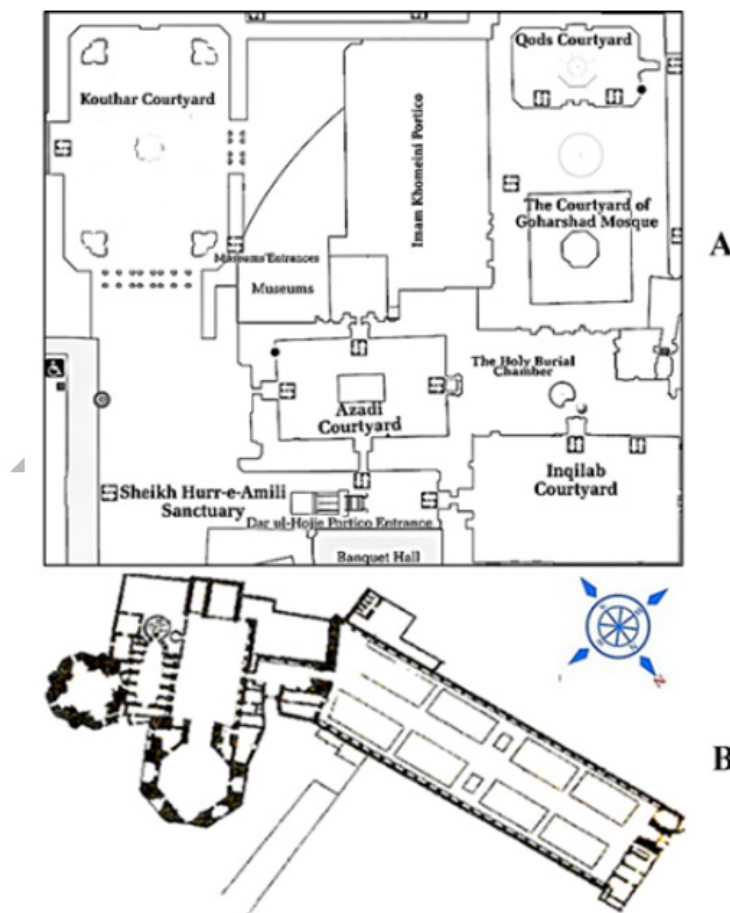 Qods Courtyard
Kouthar Courtyard
Imam Khomeini Portico
The Courtyard of
Goharshad Mosque
A
Museums Entrances
Museums
The Holy Burial
Chamber
Azadi
Courtyard
Inqilab
Courtyard
Sheikh Hurr-e-Amili
Sanctuary
Dar ul-Hojje Portico Entrance
Banquet Hall
B
N